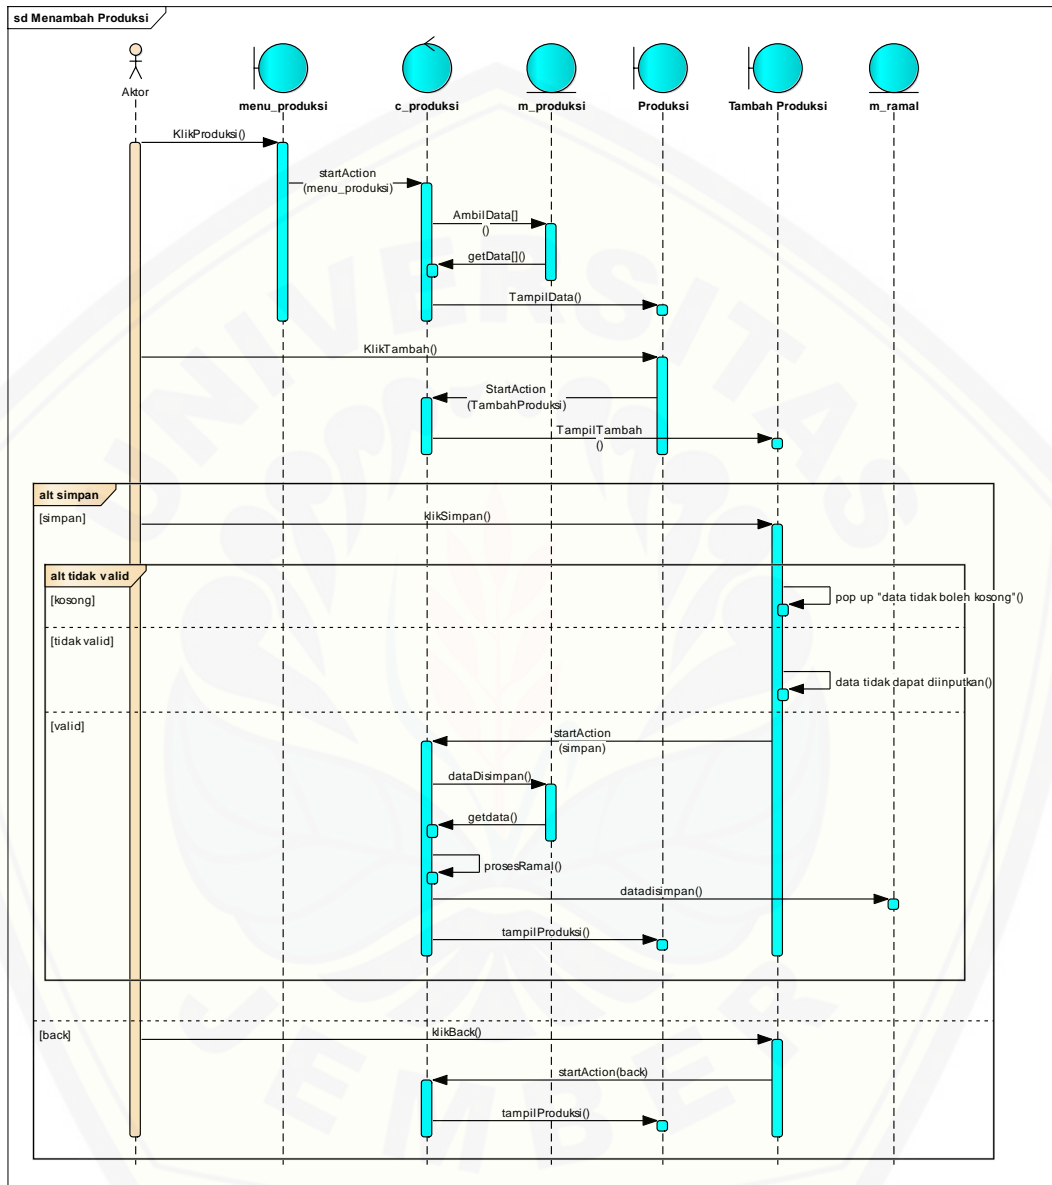 sd Menambah Produksi
Aktor
menu_produksi
c_produksi
m_produksi
Produksi
Tambah Produksi
m_ramal
KlikProduksi()
startAction
(menu_produksi)
AmbilData[]
()
getData[]()
TampilData()
KlikTambah()
StartAction
(TambahProduksi)
TampilTambah
()
alt simpan
[simpan]
klikSimpan()
alt tidak valid
[kosong]
pop up "data tidak boleh kosong"()
[tidak valid]
data tidak dapat diinputkan()
[valid]
startAction
(simpan)
dataDisimpan()
getdata()
prosesRamal()
datadisimpan()
tampilProduksi()
[back]
klikBack()
startAction(back)
tampilProduksi()
UNIVERSITAS
JEMBER